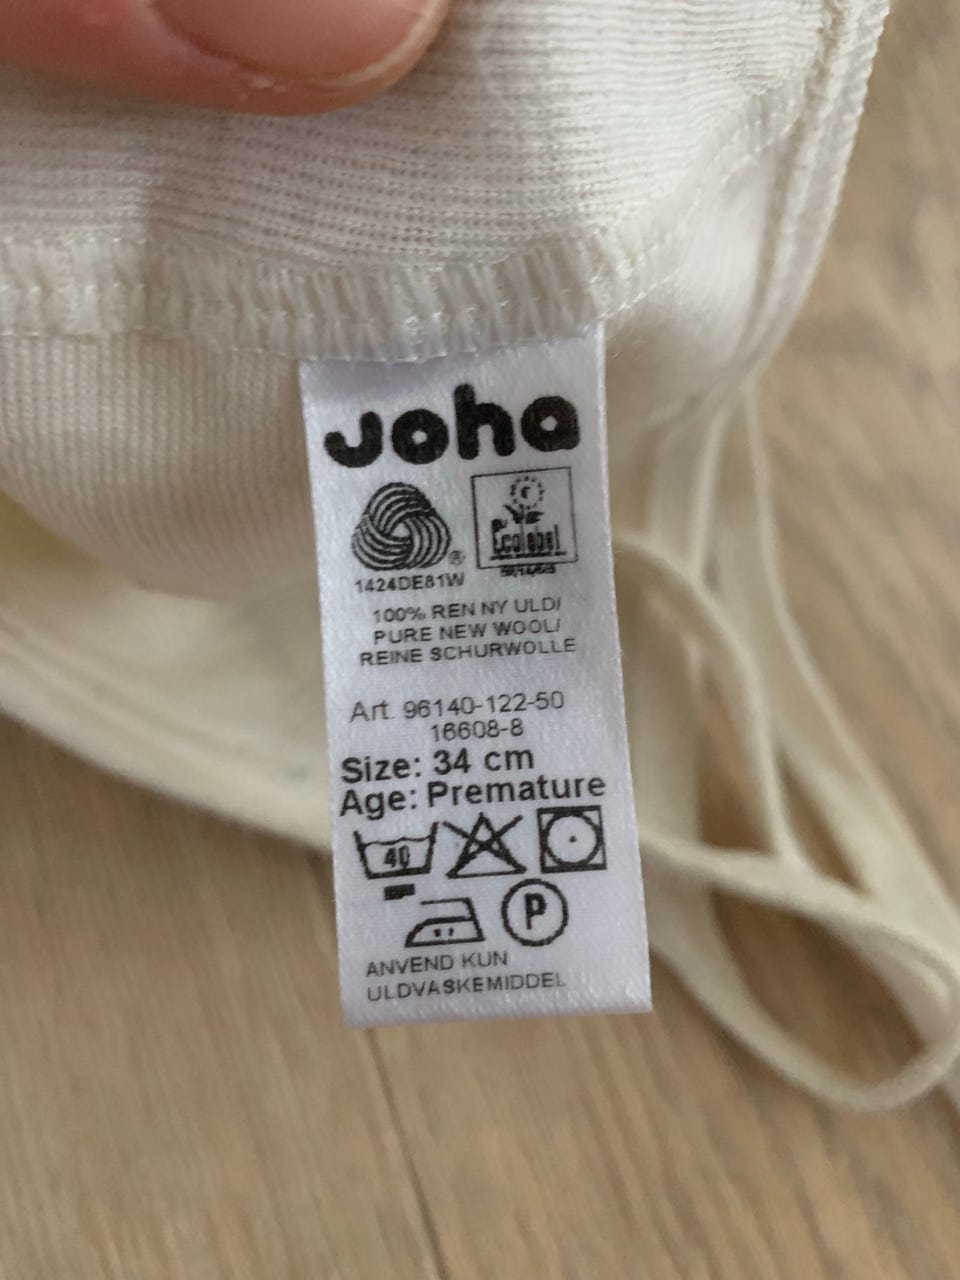 Joha
Ecolabel
1424DE81W
100% REN NY ULD/
PURE NEW WOOL/
REINE SCHURWOLLE
Art. 96140-122-50
16608-8
Size: 34 cm
Age: Premature
40
P
ANVEND KUN
ULDVASKEMIDDEL